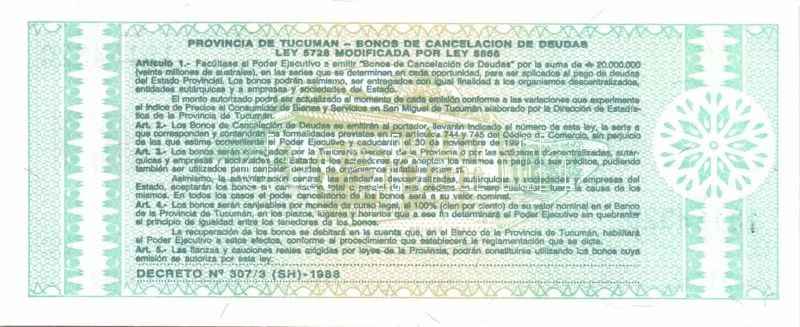 PROVINCIA DE TUCUMAN - BONOS DE CANCELACION DE DEUDAS
LEY 5728 MODIFICADA POR LEY 5866
Artículo 1.- Facúltase al Poder Ejecutivo a emitir "Bonos de Cancelación de Deudas" por la suma de ₳ 20.000.000
(veinte millones de australes), en las series que se determinen en cada oportunidad, para ser aplicados al pago de deudas
del Estado Provincial. Los bonos podrán asimismo, ser entregados con igual finalidad a los organismos descentralizados,
entidades autárquicas y a empresas y sociedades del Estado.
El monto autorizado podrá ser actualizado al momento de cada emisión conforme a las variaciones que experimente
el Indice de Precios al Consumidor de Bienes y Servicios en San Miguel de Tucumán elaborado por la Dirección de Estadística
de la Provincia de Tucumán.
Art. 2.- Los Bonos de Cancelación de Deudas se emitirán al portador, llevarán indicado el número de esta ley, la serie a
que corresponden y contendrán las formalidades previstas en los artículos 744 y 745 del Código de Comercio, sin perjuicio
de las que estime conveniente el Poder Ejecutivo y caducarán el 30 de noviembre de 1991.
Art. 3.- Los bonos serán canjeados por la Tesorería General de la Provincia o por las entidades descentralizadas, autárquicas
y empresas y sociedades del Estado a acreedores que acepten los mismos en pago de sus créditos, pudiendo
también ser utilizados para cancelar deudas de organismos estatales entre sí.
Asimismo, la administración central, las entidades descentralizadas, autárquicas y sociedades y empresas del
Estado, aceptarán los bonos en cancelación de sus créditos en dinero cualquiera fuere la causa de los
mismos. En todos los casos el poder cancelatorio de los bonos será a su valor nominal.
Art. 4.- Los bonos serán canjeables por moneda de curso legal, al 100% (cien por ciento) de su valor nominal en el Banco
de la Provincia de Tucumán, en los plazos, lugares y horarios que a ese fin determinará el Poder Ejecutivo sin quebrantar
el principio de igualdad entre los tenedores de los bonos.
La recuperación de los bonos se debitará en la cuenta que, en el Banco de la Provincia de Tucumán, habilitará
el Poder Ejecutivo a estos efectos, conforme al procedimiento que establecerá la reglamentación que se dicte.
Art. 5.- Las fianzas y cauciones reales exigidas por leyes de la Provincia, podrán constituirse utilizando los bonos cuya
emisión se autoriza por esta ley.
DECRETO Nº 307/3 (SH)-1988